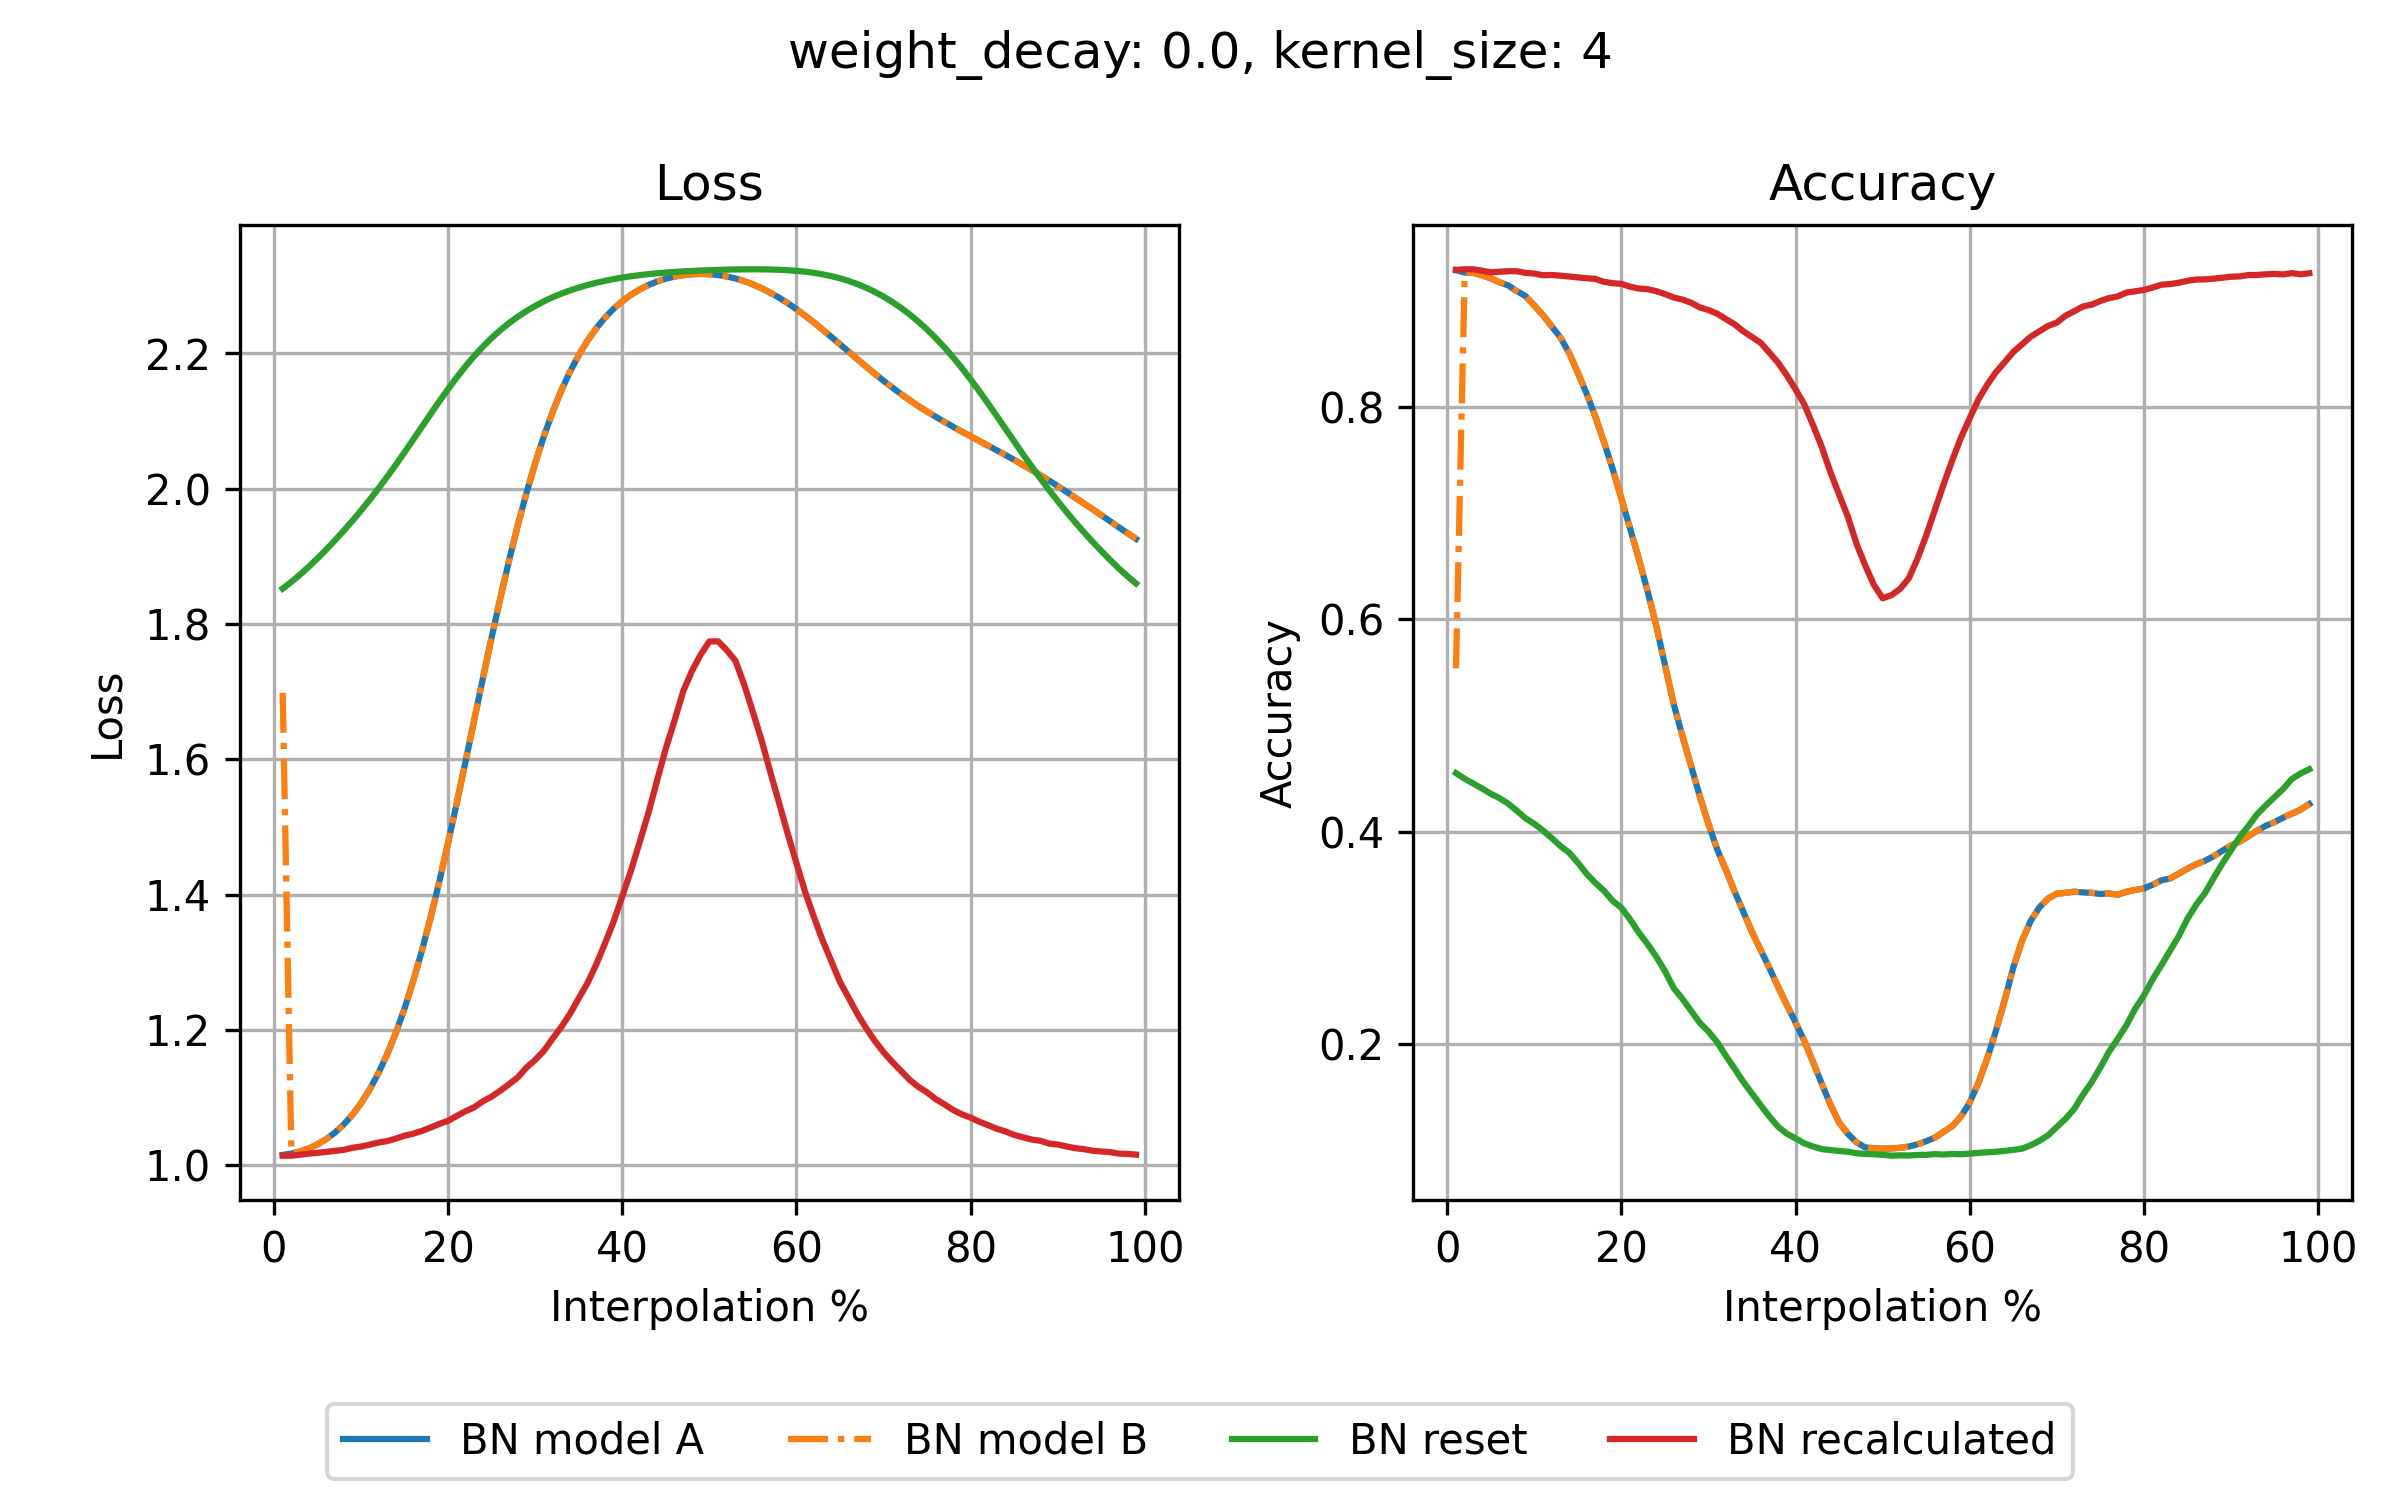 weight_decay: 0.0, kernel_size: 4
Loss
Loss
2.2
2.0
1.8
1.6
1.4
1.2
1.0
0 20 40 60 80 100
Interpolation %
Accuracy
Accuracy
0.8
0.6
0.4
0.2
0 20 40 60 80 100
Interpolation %
BN model A BN model B BN reset BN recalculated